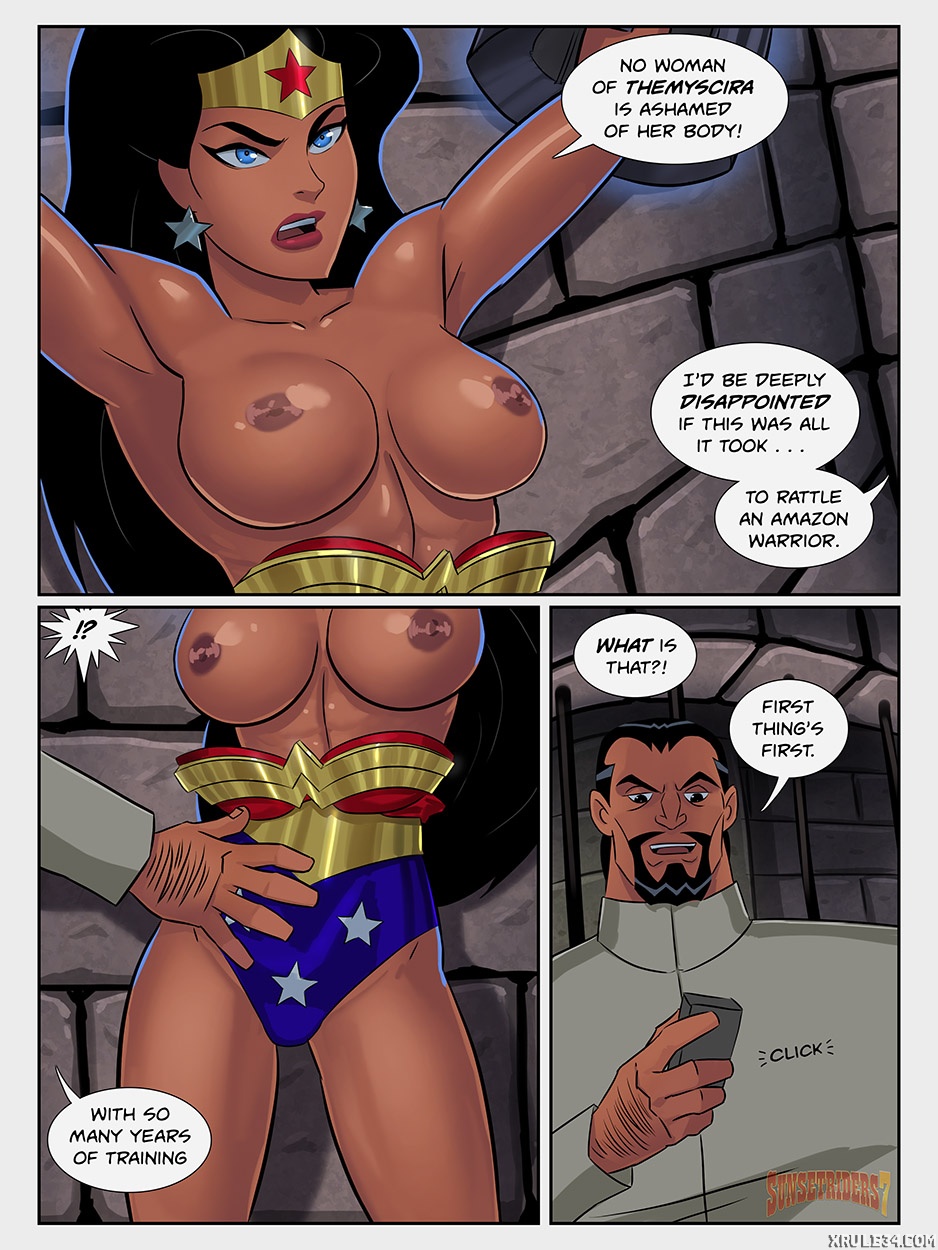 NO WOMAN
OF THEMYSCIRA
IS ASHAMED
OF HER BODY!
I'D BE DEEPLY
DISAPPOINTED
IF THIS WAS ALL
IT TOOK . . .
TO RATTLE
AN AMAZON
WARRIOR.
!?
WITH SO
MANY YEARS
OF TRAINING
WHAT IS
THAT?!
FIRST
THING'S
FIRST.
CLICK
SUNSETRIDERS7
XRULE34.COM